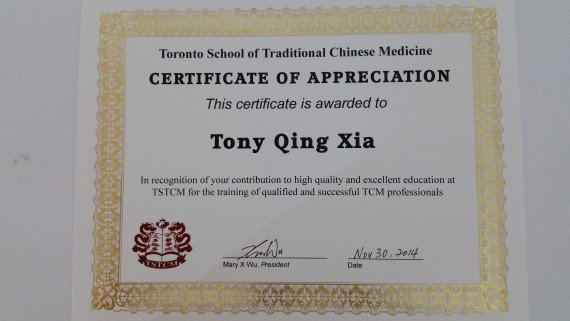 Toronto School of Traditional Chinese Medicine
CERTIFICATE OF APPRECIATION
This certificate is awarded to
Tony Qing Xia
In recognition of your contribution to high quality and excellent education at
TSTCM for the training of qualified and successful TCM professionals
TSTCM
Nov 30, 2014
Mary X Wu, President
Date